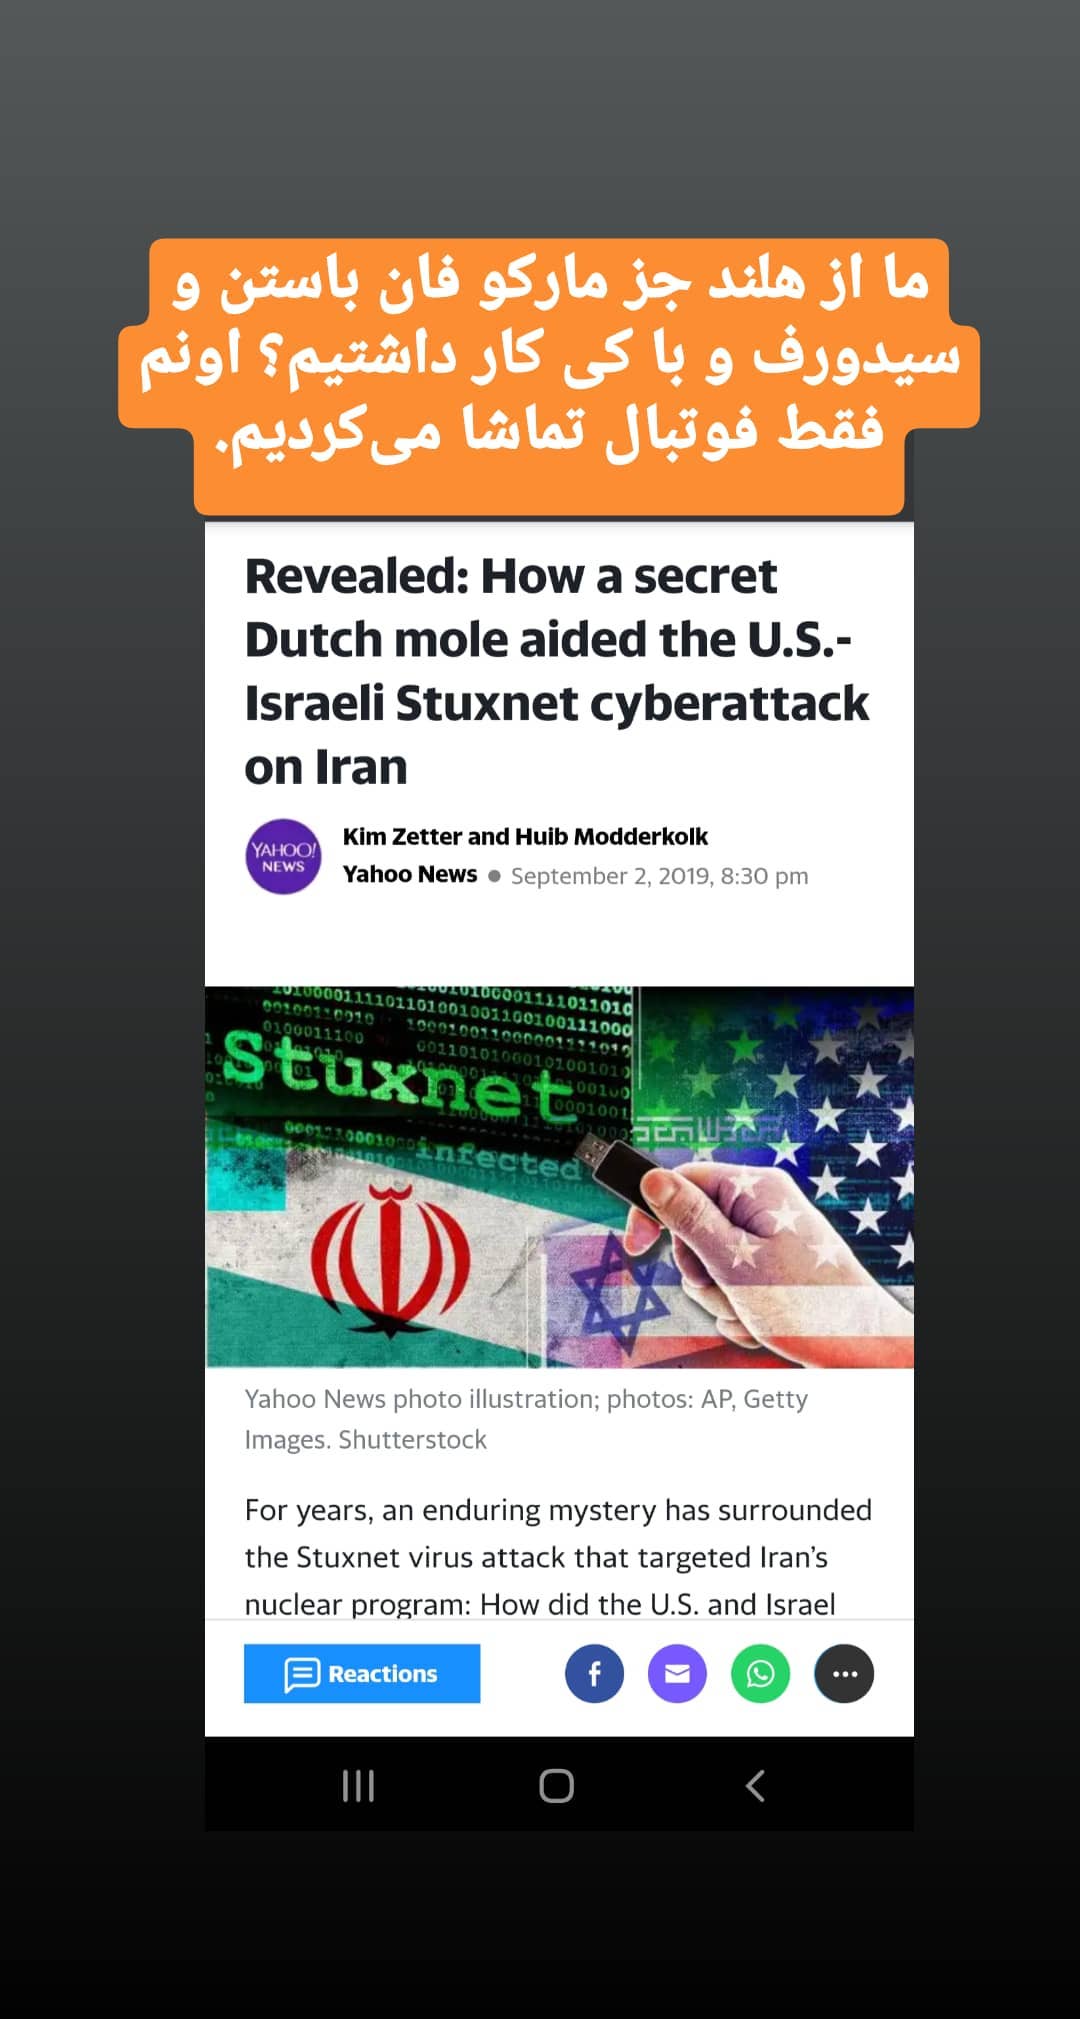 ما از هلند جز مارکو فان باستن و
سیدورف و با کی کار داشتیم؟ اونم
فقط فوتبال تماشا می‌کردیم.
Revealed: How a secret
Dutch mole aided the U.S.-
Israeli Stuxnet cyberattack
on Iran
YAHOO!
NEWS
Kim Zetter and Huib Modderkolk
Yahoo News • September 2, 2019, 8:30 pm
Stuxnet
infected
Yahoo News photo illustration; photos: AP, Getty
Images. Shutterstock
For years, an enduring mystery has surrounded
the Stuxnet virus attack that targeted Iran’s
nuclear program: How did the U.S. and Israel
Reactions